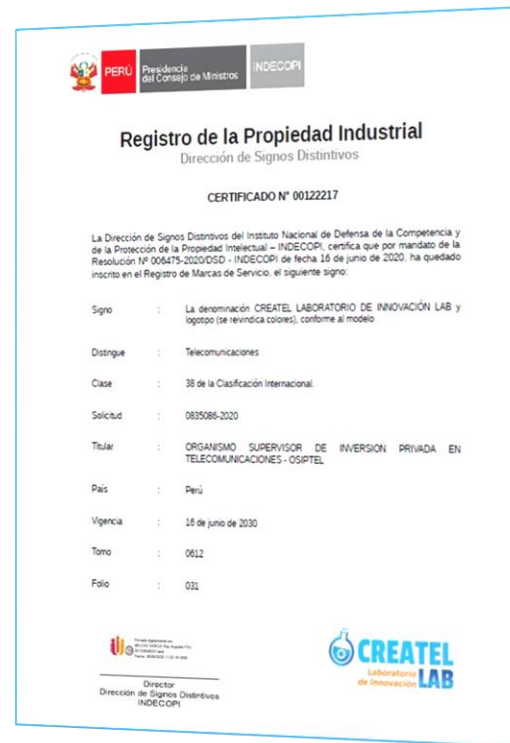 PERÚ
Presidencia
del Consejo de Ministros
INDECOPI
Registro de la Propiedad Industrial
Dirección de Signos Distintivos
CERTIFICADO N° 00122217
La Dirección de Signos Distintivos del Instituto Nacional de Defensa de la Competencia y
de la Protección de la Propiedad Intelectual – INDECOPI, certifica que por mandato de la
Resolución Nº 006475-2020/DSD - INDECOPI de fecha 16 de junio de 2020, ha quedado
inscrito en el Registro de Marcas de Servicio, el siguiente signo:
Signo : La denominación CREATEL LABORATORIO DE INNOVACIÓN LAB y
logotipo (se reivindica colores), conforme al modelo
Distingue : Telecomunicaciones
Clase : 38 de la Clasificación Internacional.
Solicitud : 0835086-2020
Titular : ORGANISMO SUPERVISOR DE INVERSION PRIVADA EN
TELECOMUNICACIONES - OSIPTEL
País : Perú
Vigencia : 16 de junio de 2030
Tomo : 0612
Folio : 031
Director
Dirección de Signos Distintivos
INDECOPI
CREATEL
Laboratorio
de Innovación LAB